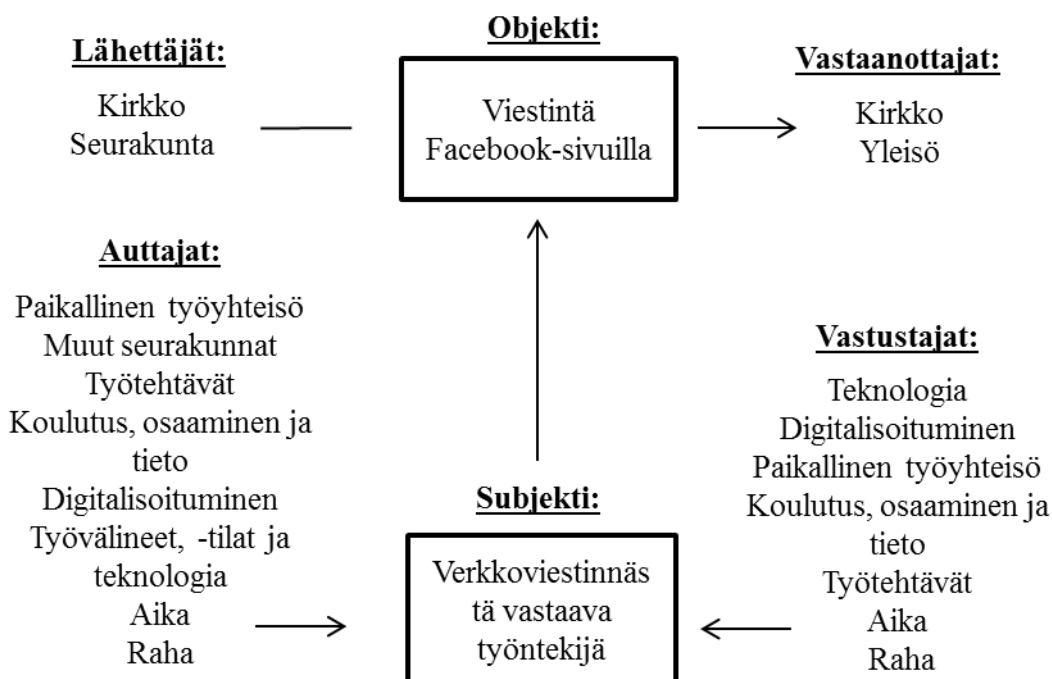 Lähettäjät:
Kirkko
Seurakunta
Objekti:
Viestintä
Facebook-sivuilla
Vastaanottajat:
Kirkko
Yleisö
Auttajat:
Paikallinen työyhteisö
Muut seurakunnat
Työtehtävät
Koulutus, osaaminen ja
tieto
Digitalisoituminen
Työvälineet, -tilat ja
teknologia
Aika
Raha
Subjekti:
Verkkoviestinnäs
tä vastaava
työntekijä
Vastustajat:
Teknologia
Digitalisoituminen
Paikallinen työyhteisö
Koulutus, osaaminen ja
tieto
Työtehtävät
Aika
Raha